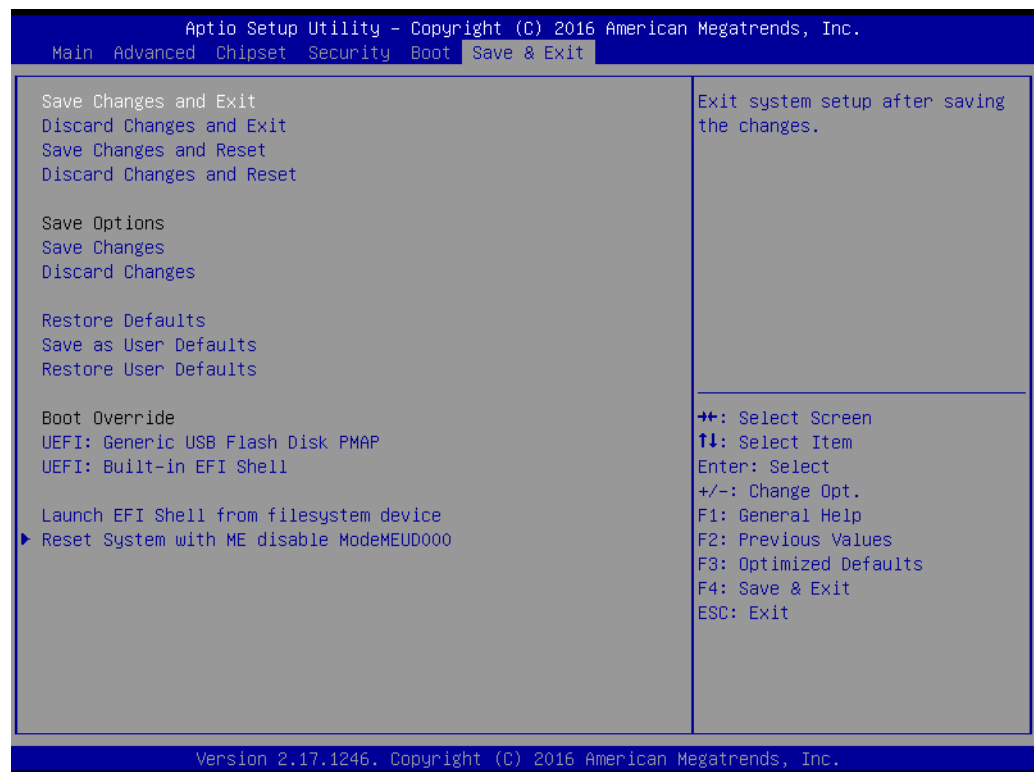 Aptio Setup Utility – Copyright (C) 2016 American Megatrends, Inc.
Main Advanced Chipset Security Boot Save & Exit
Save Changes and Exit
Discard Changes and Exit
Save Changes and Reset
Discard Changes and Reset
Save Options
Save Changes
Discard Changes
Restore Defaults
Save as User Defaults
Restore User Defaults
Boot Override
UEFI: Generic USB Flash Disk PMAP
UEFI: Built-in EFI Shell
Launch EFI Shell from filesystem device
Reset System with ME disable ModeMEUD000
Exit system setup after saving
the changes.
→←: Select Screen
↑↓: Select Item
Enter: Select
+/-: Change Opt.
F1: General Help
F2: Previous Values
F3: Optimized Defaults
F4: Save & Exit
ESC: Exit
Version 2.17.1246. Copyright (C) 2016 American Megatrends, Inc.